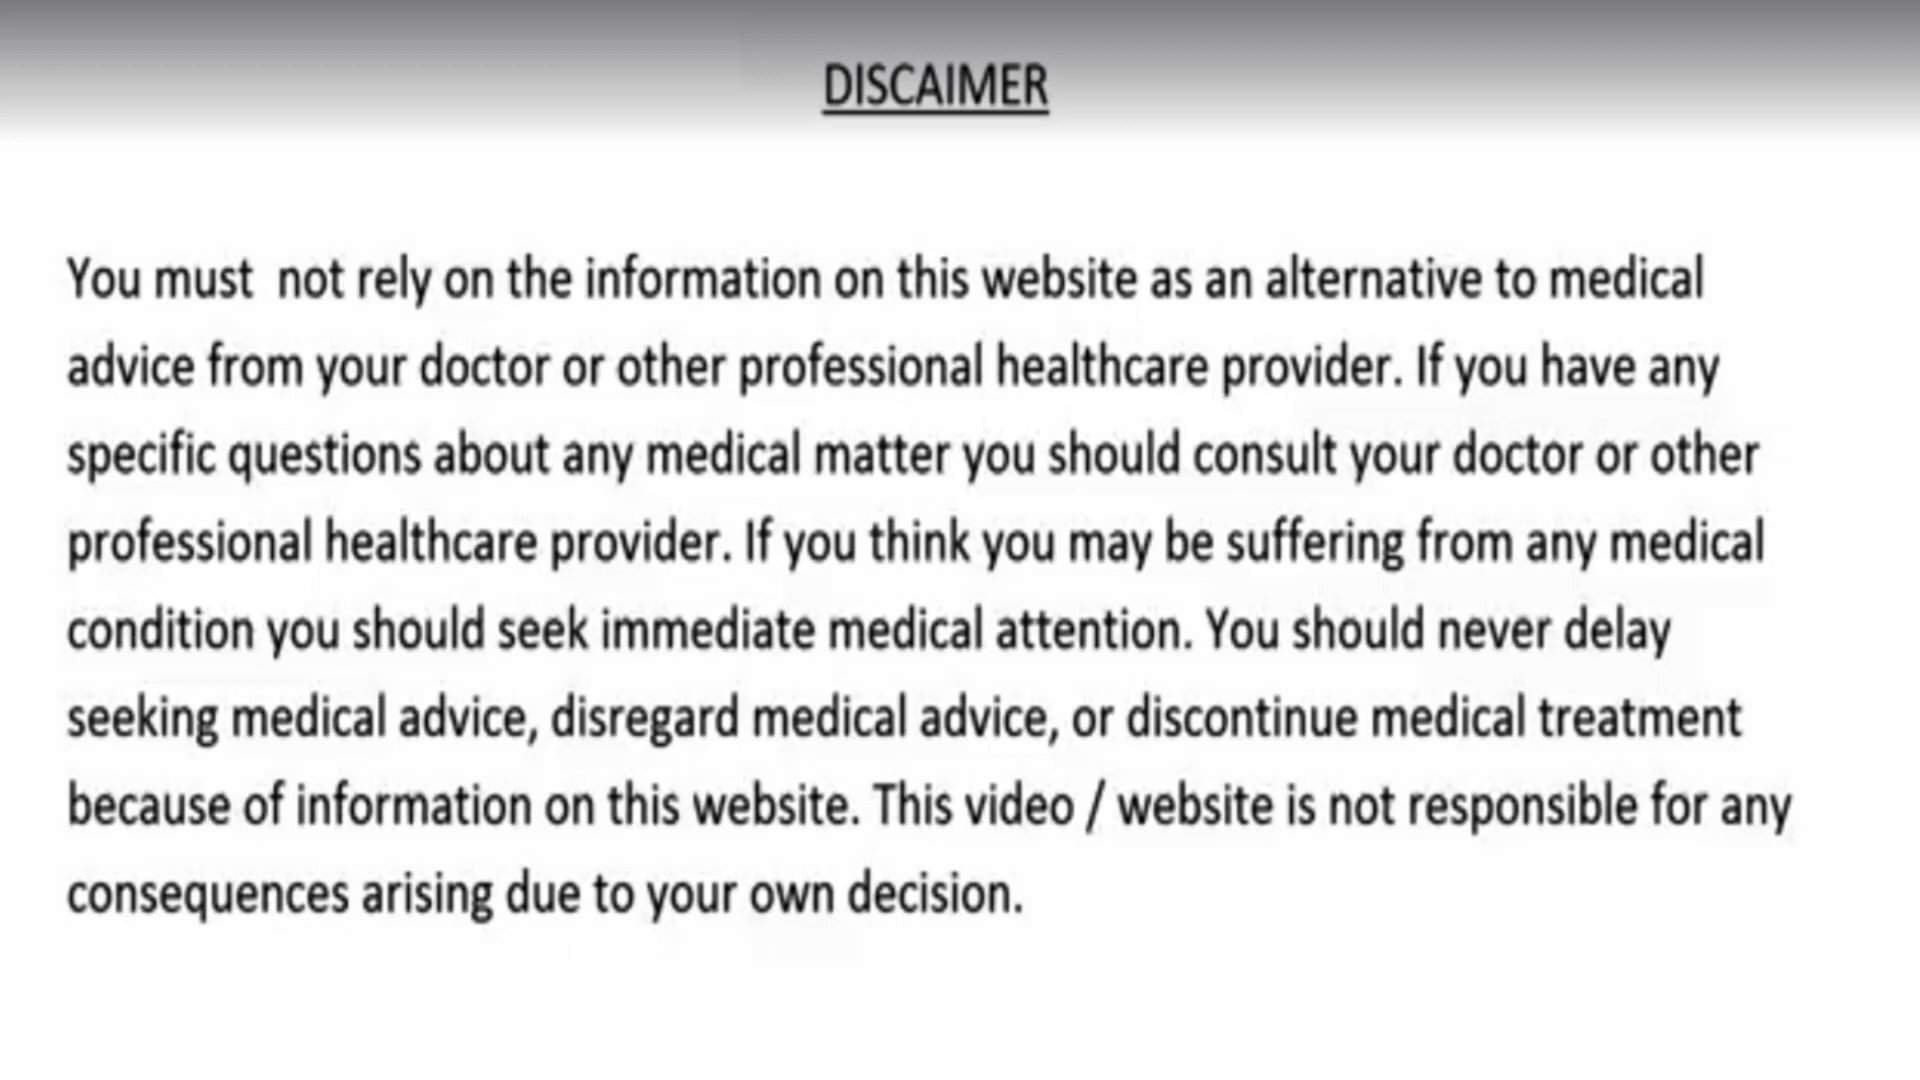 DISCAIMER
You must  not rely on the information on this website as an alternative to medical
advice from your doctor or other professional healthcare provider. If you have any
specific questions about any medical matter you should consult your doctor or other
professional healthcare provider. If you think you may be suffering from any medical
condition you should seek immediate medical attention. You should never delay
seeking medical advice, disregard medical advice, or discontinue medical treatment
because of information on this website. This video / website is not responsible for any
consequences arising due to your own decision.